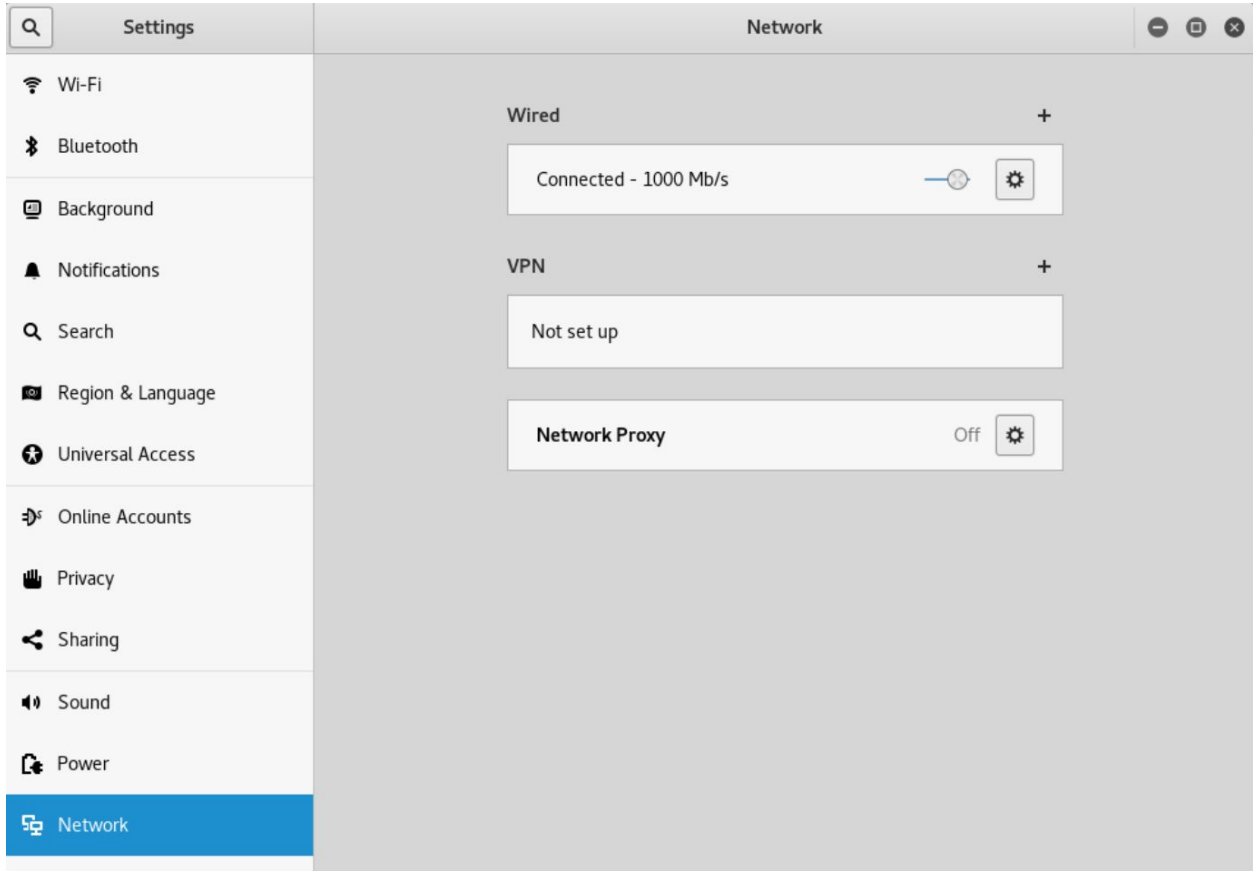 Settings
Network
Wi-Fi
Bluetooth
Background
Notifications
Search
Region & Language
Universal Access
Online Accounts
Privacy
Sharing
Sound
Power
Network
Wired
Connected - 1000 Mb/s
VPN
Not set up
Network Proxy Off